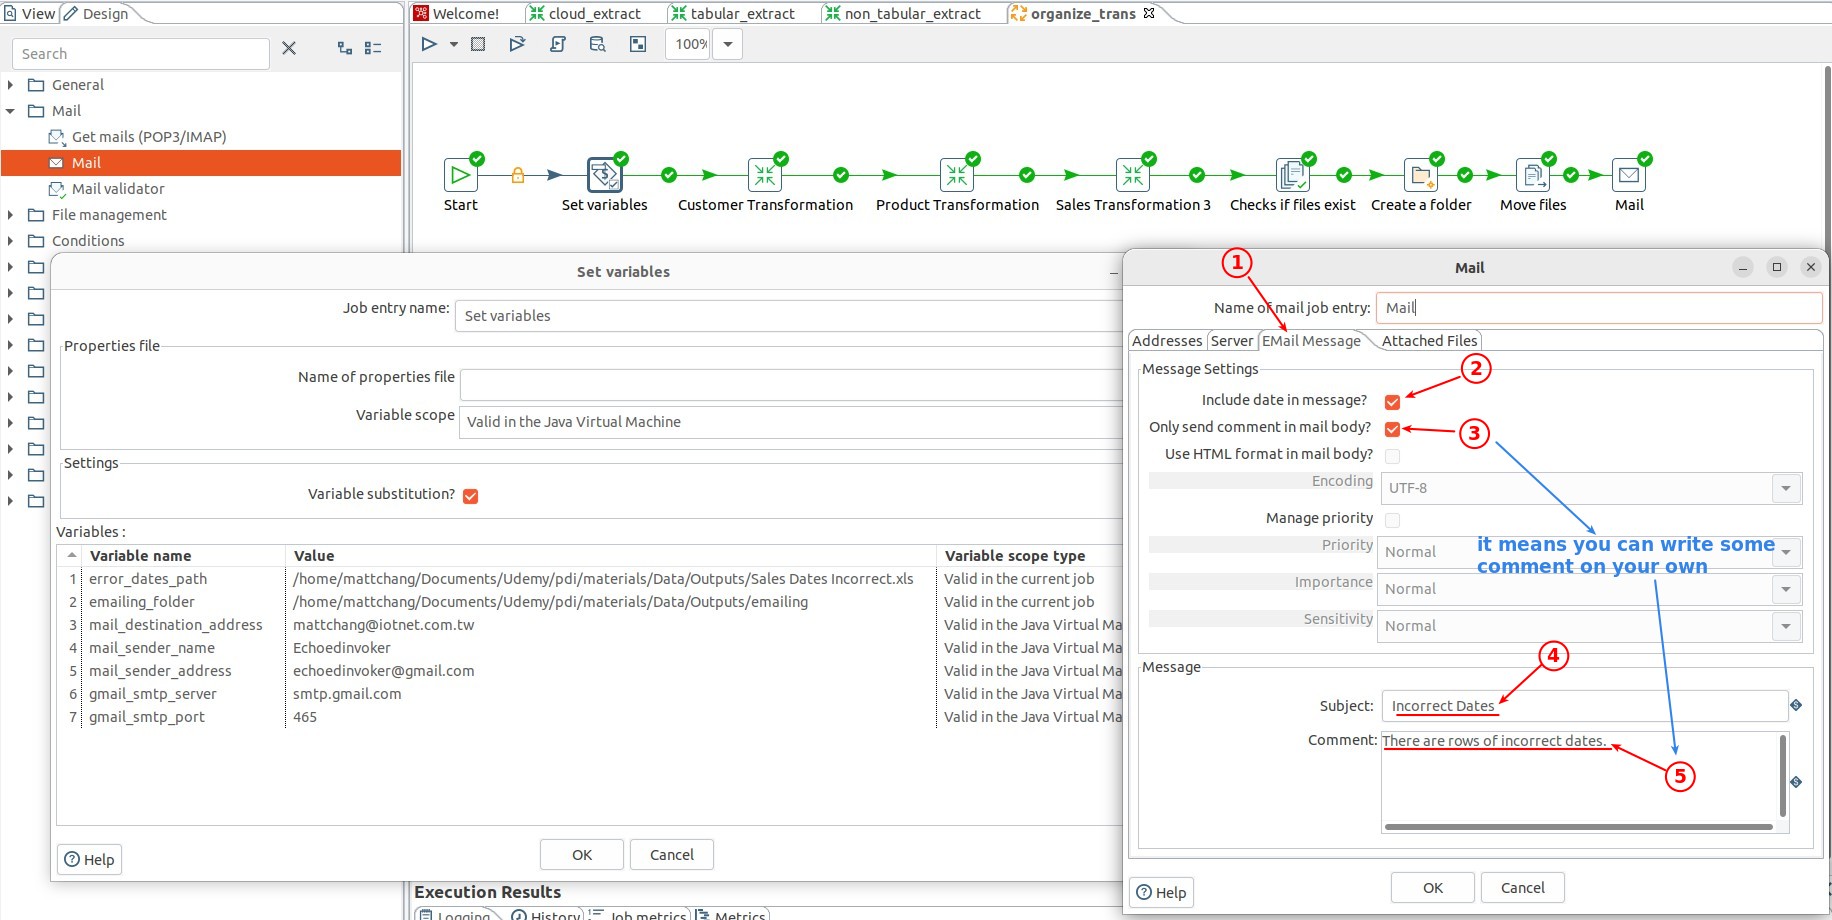 View
Design
Welcome!
cloud_extract
tabular_extract
non_tabular_extract
organize_trans
Search
100%
General
Mail
Get mails (POP3/IMAP)
Mail
Mail validator
File management
Conditions
Start
Set variables
Customer Transformation
Product Transformation
Sales Transformation 3
Checks if files exist
Create a folder
Move files
Mail
Set variables
Job entry name: Set variables
Properties file
Name of properties file
Variable scope Valid in the Java Virtual Machine
Settings
Variable substitution?
Variables :
Variable name Value Variable scope type
1 error_dates_path /home/mattchang/Documents/Udemy/pdi/materials/Data/Outputs/Sales Dates Incorrect.xls Valid in the current job
2 emailing_folder /home/mattchang/Documents/Udemy/pdi/materials/Data/Outputs/emailing Valid in the current job
3 mail_destination_address mattchang@iotnet.com.tw Valid in the Java Virtual Ma
4 mail_sender_name Echoedinvoker Valid in the Java Virtual Ma
5 mail_sender_address echoedinvoker@gmail.com Valid in the Java Virtual Ma
6 gmail_smtp_server smtp.gmail.com Valid in the Java Virtual Ma
7 gmail_smtp_port 465 Valid in the Java Virtual Ma
Help
OK
Cancel
1
Mail
Name of mail job entry: Mail
Addresses Server EMail Message Attached Files
Message Settings
2
Include date in message?
Only send comment in mail body?
3
Use HTML format in mail body?
Encoding UTF-8
Manage priority
Priority Normal
it means you can write some
comment on your own
Importance Normal
Sensitivity Normal
Message
4
Subject: Incorrect Dates
Comment: There are rows of incorrect dates.
5
Help
OK
Cancel
Execution Results
Logging
History
Job metrics
Metrics